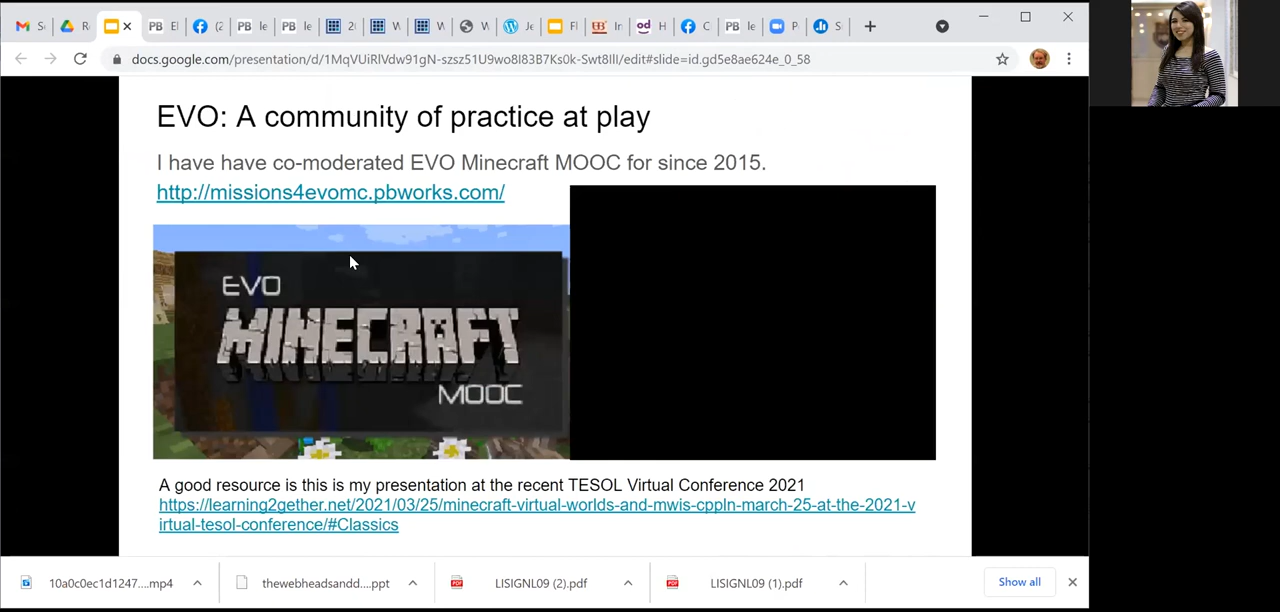 docs.google.com/presentation/d/1MqVUiRlVdw91gN-szsz51U9wo8I83B7Ks0k-Swt8III/edit#slide=id.gd5e8ae624e_0_58
EVO: A community of practice at play
I have have co-moderated EVO Minecraft MOOC for since 2015.
http://missions4evomc.pbworks.com/
EVO
MINECRAFT
MOOC
A good resource is this is my presentation at the recent TESOL Virtual Conference 2021
https://learning2gether.net/2021/03/25/minecraft-virtual-worlds-and-mwis-cppln-march-25-at-the-2021-v
irtual-tesol-conference/#Classics
10a0c0ec1d1247....mp4 thewebheadsandd....ppt LISIGNL09 (2).pdf LISIGNL09 (1).pdf Show all